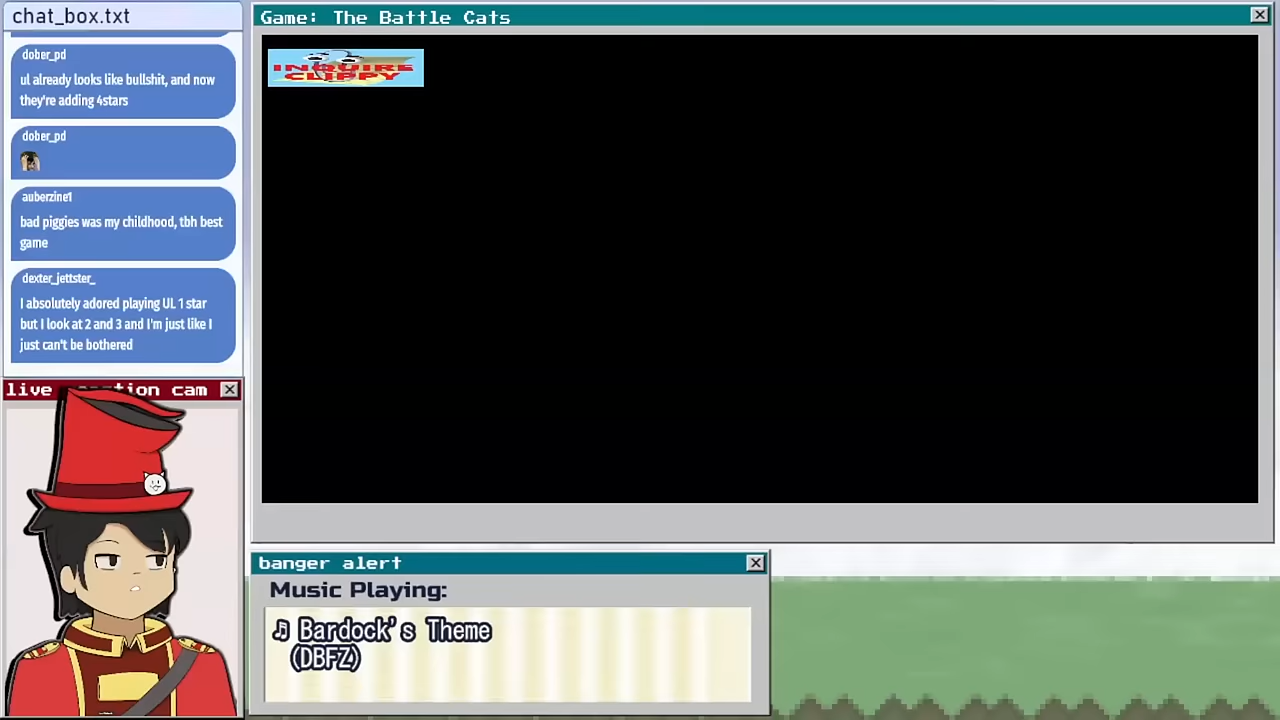 chat_box.txt
dober_pd
ul already looks like bullshit, and now
they're adding 4stars
dober_pd
auberzine1
bad piggies was my childhood, tbh best
game
dexter_jettster_
I absolutely adored playing UL 1 star
but I look at 2 and 3 and I'm just like I
just can't be bothered
live
tion cam
Game: The Battle Cats
INQUIRE
CLIPPY
banger alert
Music Playing:
♫ Bardock's Theme
(DBFZ)